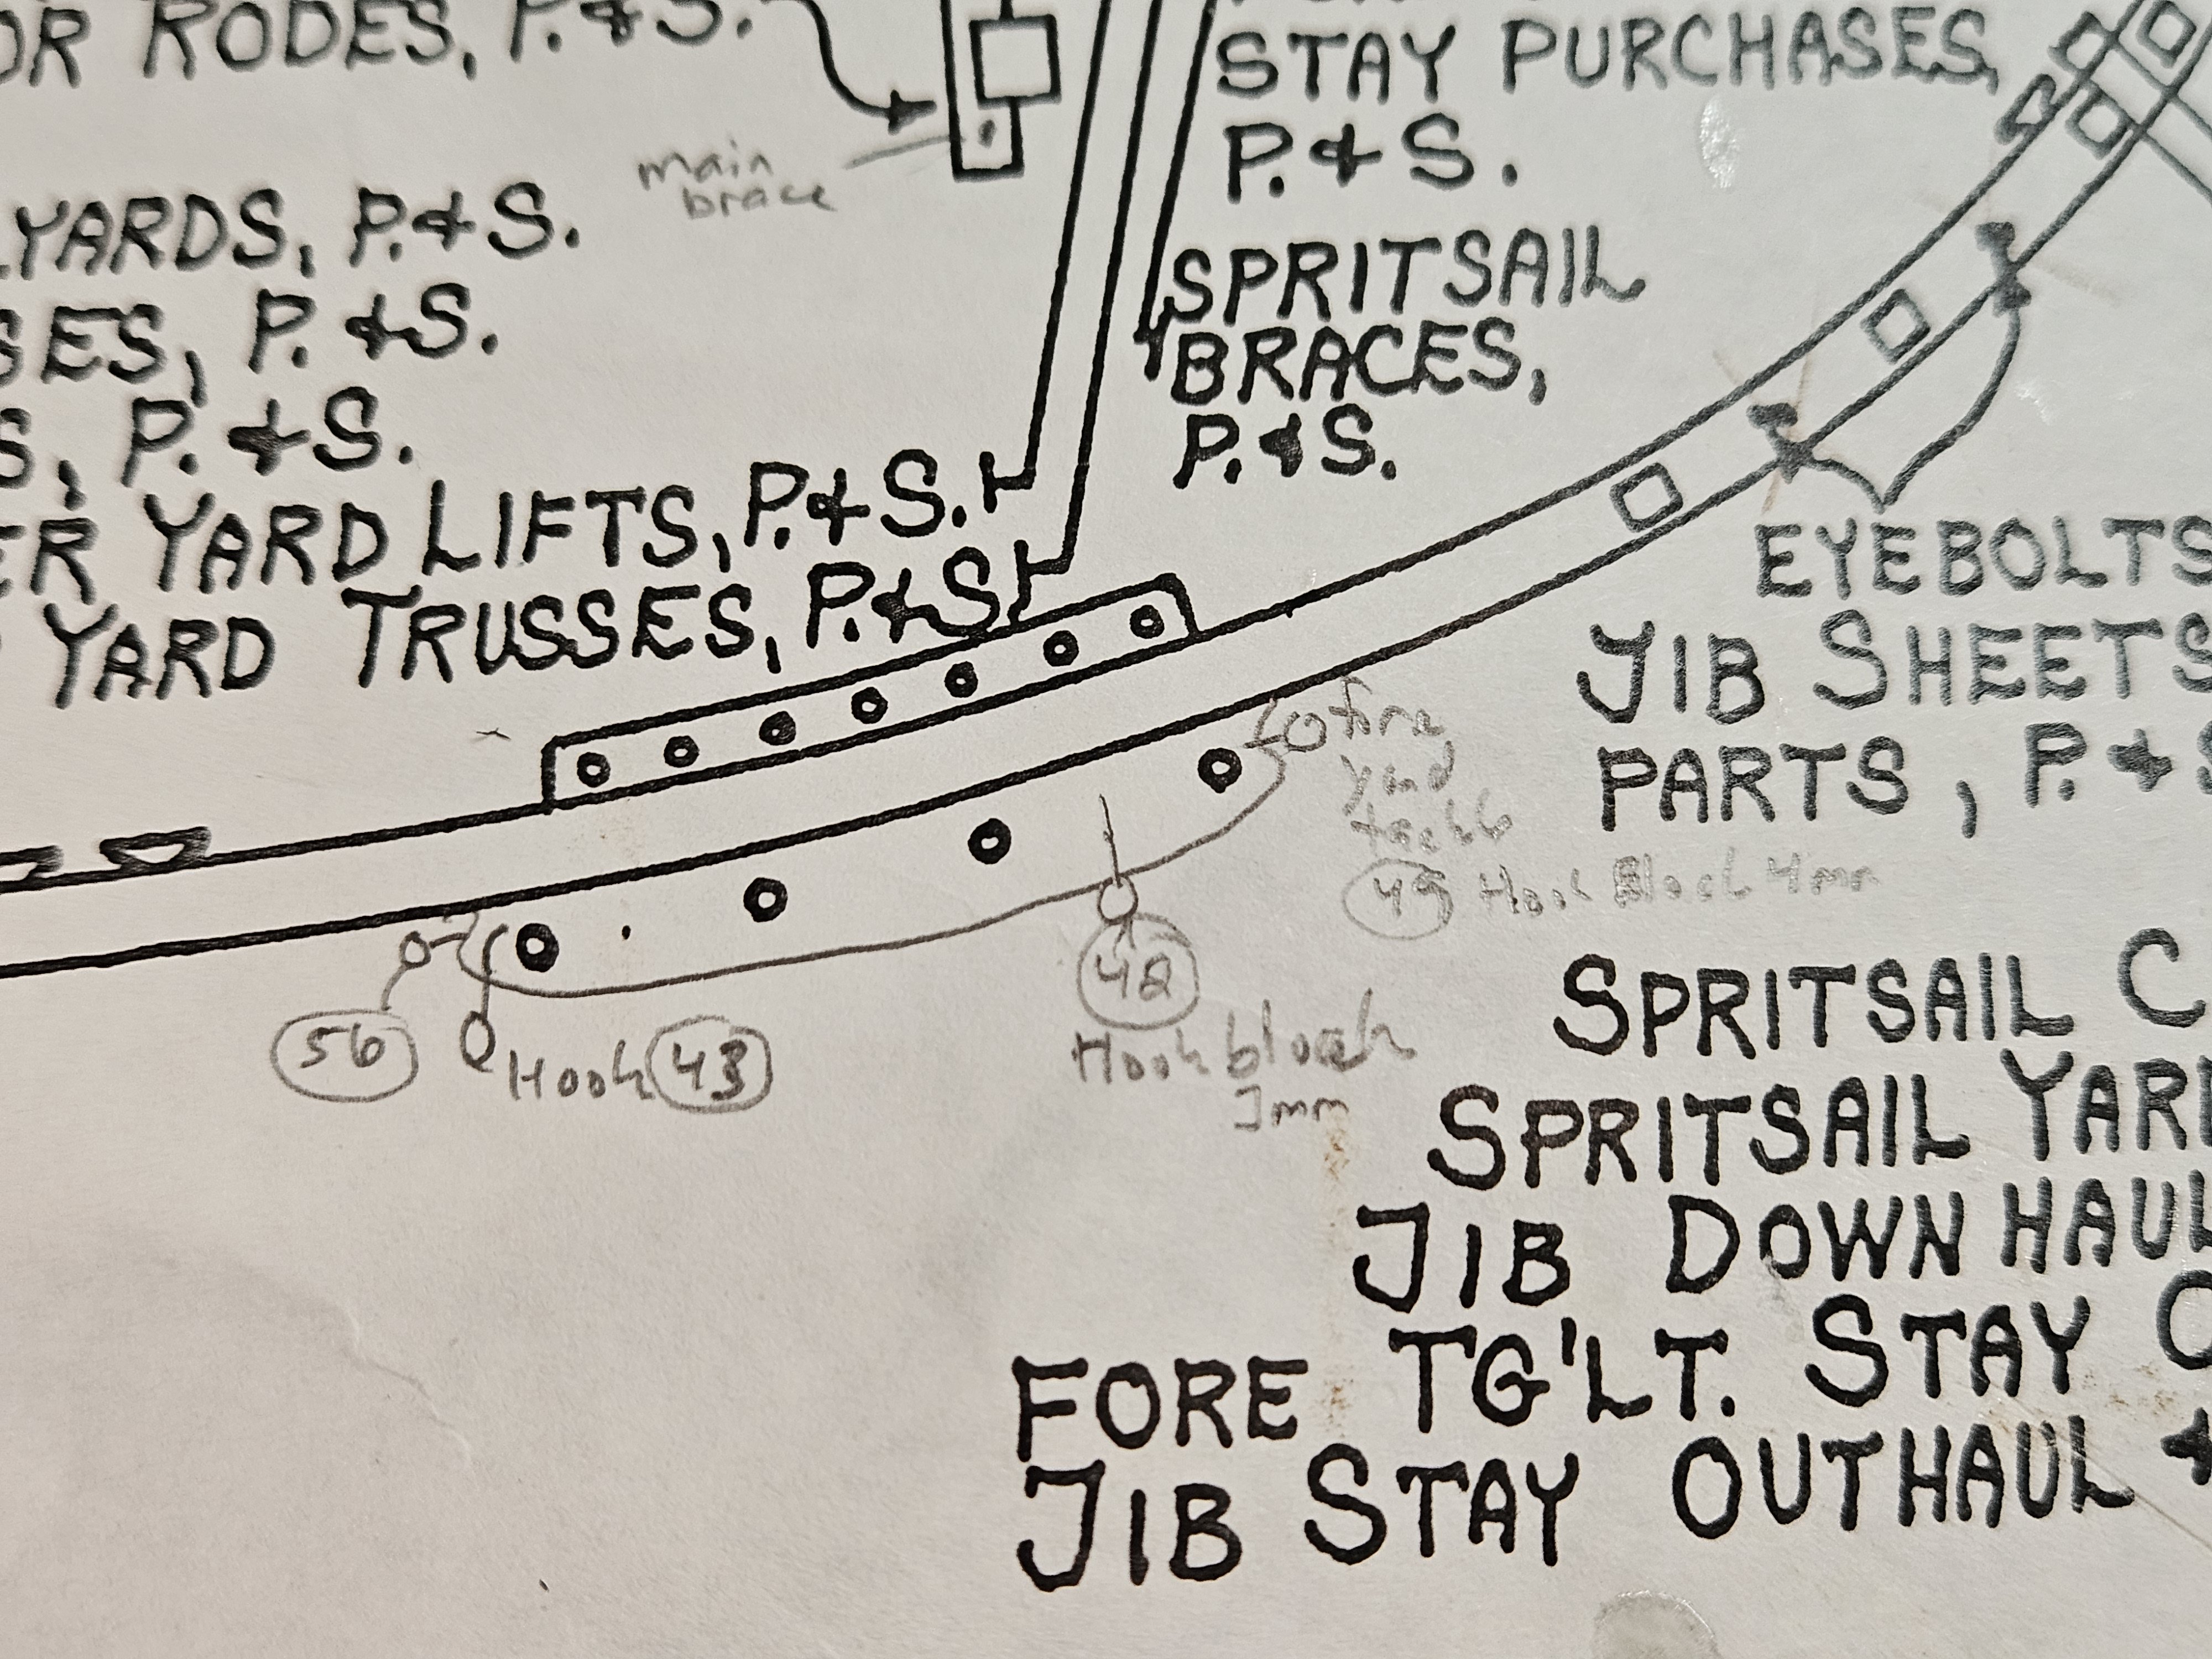 OR RODES, P. & S.
STAY PURCHASES,
P. & S.
main
brace
YARDS, P. & S.
SPRITSAIL
BRACES,
P. & S.
SES, P. & S.
S, P. & S.
ER YARD LIFTS, P. & S.
YARD TRUSSES, P. & S.
EYEBOLTS
JIB SHEETS
PARTS, P. & S
fore
yard
49 Hook Block 4mm
42
Hook block
3mm
56
Hook 43
SPRITSAIL C
SPRITSAIL YAR
JIB DOWN HAUL
FORE TG'LT. STAY
JIB STAY OUTHAUL &